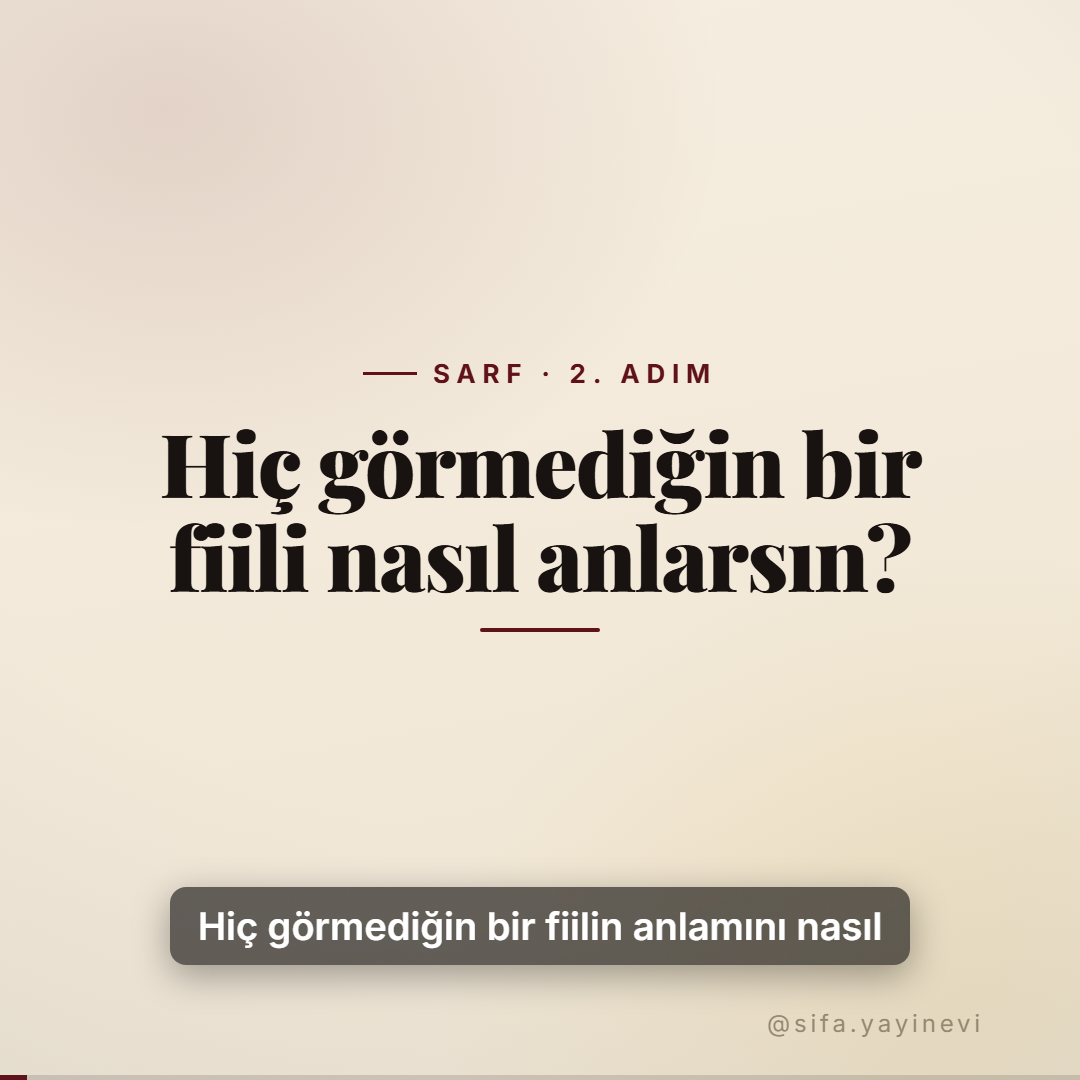 SARF · 2. ADIM
Hiç görmediğin bir
fiili nasıl anlarsın?
Hiç görmediğin bir fiilin anlamını nasıl
@sifa.yayinevi